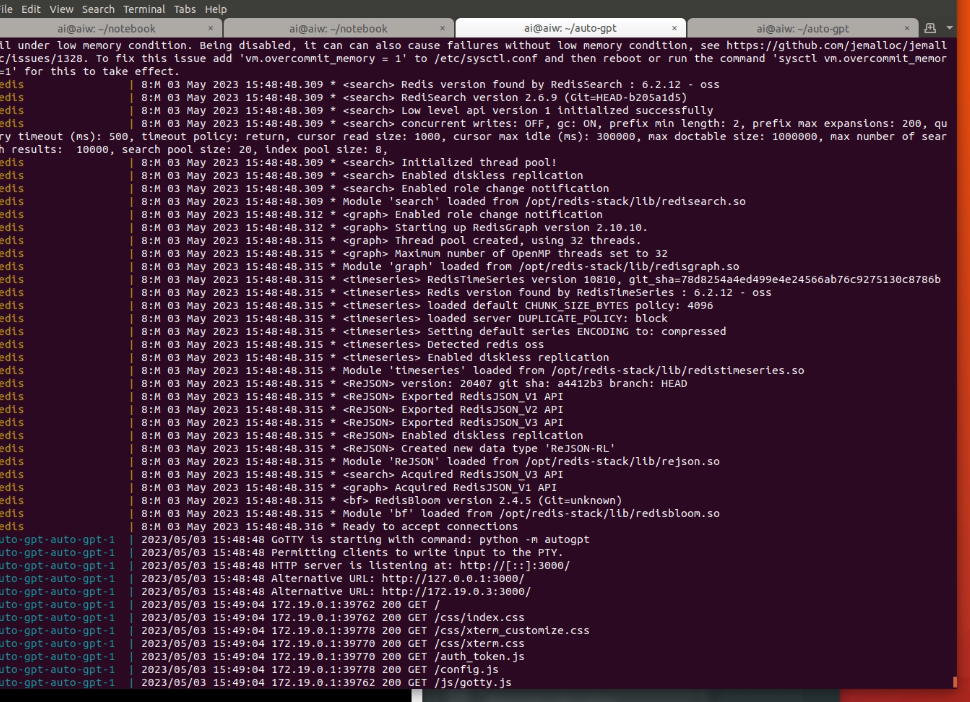 ile Edit View Search Terminal Tabs Help
ai@aiw: ~/notebook × ai@aiw: ~/notebook × ai@aiw: ~/auto-gpt × ai@aiw: ~/auto-gpt ×
il under low memory condition. Being disabled, it can can also cause failures without low memory condition, see https://github.com/jemalloc/jemall
c/issues/1328. To fix this issue add 'vm.overcommit_memory = 1' to /etc/sysctl.conf and then reboot or run the command 'sysctl vm.overcommit_memor
=1' for this to take effect.
edis | 8:M 03 May 2023 15:48:48.309 * <search> Redis version found by RedisSearch : 6.2.12 - oss
edis | 8:M 03 May 2023 15:48:48.309 * <search> RediSearch version 2.6.9 (Git=HEAD-b205a1d5)
edis | 8:M 03 May 2023 15:48:48.309 * <search> Low level api version 1 initialized successfully
edis | 8:M 03 May 2023 15:48:48.309 * <search> concurrent writes: OFF, gc: ON, prefix min length: 2, prefix max expansions: 200, qu
ry timeout (ms): 500, timeout policy: return, cursor read size: 1000, cursor max idle (ms): 300000, max doctable size: 1000000, max number of sear
h results:  10000, search pool size: 20, index pool size: 8,
edis | 8:M 03 May 2023 15:48:48.309 * <search> Initialized thread pool!
edis | 8:M 03 May 2023 15:48:48.309 * <search> Enabled diskless replication
edis | 8:M 03 May 2023 15:48:48.309 * <search> Enabled role change notification
edis | 8:M 03 May 2023 15:48:48.309 * Module 'search' loaded from /opt/redis-stack/lib/redisearch.so
edis | 8:M 03 May 2023 15:48:48.312 * <graph> Enabled role change notification
edis | 8:M 03 May 2023 15:48:48.312 * <graph> Starting up RedisGraph version 2.10.10.
edis | 8:M 03 May 2023 15:48:48.315 * <graph> Thread pool created, using 32 threads.
edis | 8:M 03 May 2023 15:48:48.315 * <graph> Maximum number of OpenMP threads set to 32
edis | 8:M 03 May 2023 15:48:48.315 * Module 'graph' loaded from /opt/redis-stack/lib/redisgraph.so
edis | 8:M 03 May 2023 15:48:48.315 * <timeseries> RedisTimeSeries version 10810, git_sha=78d8254a4ed499e4e24566ab76c9275130c8786b
edis | 8:M 03 May 2023 15:48:48.315 * <timeseries> Redis version found by RedisTimeSeries : 6.2.12 - oss
edis | 8:M 03 May 2023 15:48:48.315 * <timeseries> loaded default CHUNK_SIZE_BYTES policy: 4096
edis | 8:M 03 May 2023 15:48:48.315 * <timeseries> loaded server DUPLICATE_POLICY: block
edis | 8:M 03 May 2023 15:48:48.315 * <timeseries> Setting default series ENCODING to: compressed
edis | 8:M 03 May 2023 15:48:48.315 * <timeseries> Detected redis oss
edis | 8:M 03 May 2023 15:48:48.315 * <timeseries> Enabled diskless replication
edis | 8:M 03 May 2023 15:48:48.315 * Module 'timeseries' loaded from /opt/redis-stack/lib/redistimeseries.so
edis | 8:M 03 May 2023 15:48:48.315 * <ReJSON> version: 20407 git sha: a4412b3 branch: HEAD
edis | 8:M 03 May 2023 15:48:48.315 * <ReJSON> Exported RedisJSON_V1 API
edis | 8:M 03 May 2023 15:48:48.315 * <ReJSON> Exported RedisJSON_V2 API
edis | 8:M 03 May 2023 15:48:48.315 * <ReJSON> Exported RedisJSON_V3 API
edis | 8:M 03 May 2023 15:48:48.315 * <ReJSON> Enabled diskless replication
edis | 8:M 03 May 2023 15:48:48.315 * <ReJSON> Created new data type 'ReJSON-RL'
edis | 8:M 03 May 2023 15:48:48.315 * Module 'ReJSON' loaded from /opt/redis-stack/lib/rejson.so
edis | 8:M 03 May 2023 15:48:48.315 * <search> Acquired RedisJSON_V3 API
edis | 8:M 03 May 2023 15:48:48.315 * <graph> Acquired RedisJSON_V1 API
edis | 8:M 03 May 2023 15:48:48.315 * <bf> RedisBloom version 2.4.5 (Git=unknown)
edis | 8:M 03 May 2023 15:48:48.315 * Module 'bf' loaded from /opt/redis-stack/lib/redisbloom.so
edis | 8:M 03 May 2023 15:48:48.316 * Ready to accept connections
uto-gpt-auto-gpt-1 | 2023/05/03 15:48:48 GoTTY is starting with command: python -m autogpt
uto-gpt-auto-gpt-1 | 2023/05/03 15:48:48 Permitting clients to write input to the PTY.
uto-gpt-auto-gpt-1 | 2023/05/03 15:48:48 HTTP server is listening at: http://[::]:3000/
uto-gpt-auto-gpt-1 | 2023/05/03 15:48:48 Alternative URL: http://127.0.0.1:3000/
uto-gpt-auto-gpt-1 | 2023/05/03 15:48:48 Alternative URL: http://172.19.0.3:3000/
uto-gpt-auto-gpt-1 | 2023/05/03 15:49:04 172.19.0.1:39762 200 GET /
uto-gpt-auto-gpt-1 | 2023/05/03 15:49:04 172.19.0.1:39762 200 GET /css/index.css
uto-gpt-auto-gpt-1 | 2023/05/03 15:49:04 172.19.0.1:39778 200 GET /css/xterm_customize.css
uto-gpt-auto-gpt-1 | 2023/05/03 15:49:04 172.19.0.1:39770 200 GET /css/xterm.css
uto-gpt-auto-gpt-1 | 2023/05/03 15:49:04 172.19.0.1:39770 200 GET /auth_token.js
uto-gpt-auto-gpt-1 | 2023/05/03 15:49:04 172.19.0.1:39778 200 GET /config.js
uto-gpt-auto-gpt-1 | 2023/05/03 15:49:04 172.19.0.1:39762 200 GET /js/gotty.js